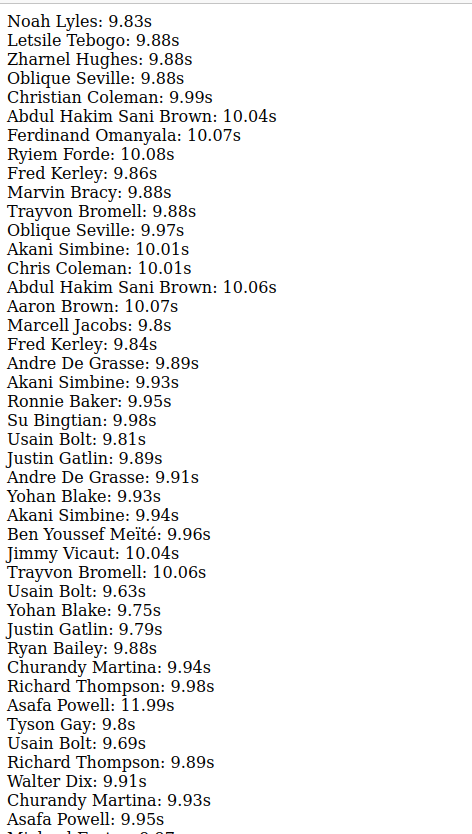 Noah Lyles: 9.83s
Letsile Tebogo: 9.88s
Zharnel Hughes: 9.88s
Oblique Seville: 9.88s
Christian Coleman: 9.99s
Abdul Hakim Sani Brown: 10.04s
Ferdinand Omanyala: 10.07s
Ryiem Forde: 10.08s
Fred Kerley: 9.86s
Marvin Bracy: 9.88s
Trayvon Bromell: 9.88s
Oblique Seville: 9.97s
Akani Simbine: 10.01s
Chris Coleman: 10.01s
Abdul Hakim Sani Brown: 10.06s
Aaron Brown: 10.07s
Marcell Jacobs: 9.8s
Fred Kerley: 9.84s
Andre De Grasse: 9.89s
Akani Simbine: 9.93s
Ronnie Baker: 9.95s
Su Bingtian: 9.98s
Usain Bolt: 9.81s
Justin Gatlin: 9.89s
Andre De Grasse: 9.91s
Yohan Blake: 9.93s
Akani Simbine: 9.94s
Ben Youssef Meïté: 9.96s
Jimmy Vicaut: 10.04s
Trayvon Bromell: 10.06s
Usain Bolt: 9.63s
Yohan Blake: 9.75s
Justin Gatlin: 9.79s
Ryan Bailey: 9.88s
Churandy Martina: 9.94s
Richard Thompson: 9.98s
Asafa Powell: 11.99s
Tyson Gay: 9.8s
Usain Bolt: 9.69s
Richard Thompson: 9.89s
Walter Dix: 9.91s
Churandy Martina: 9.93s
Asafa Powell: 9.95s